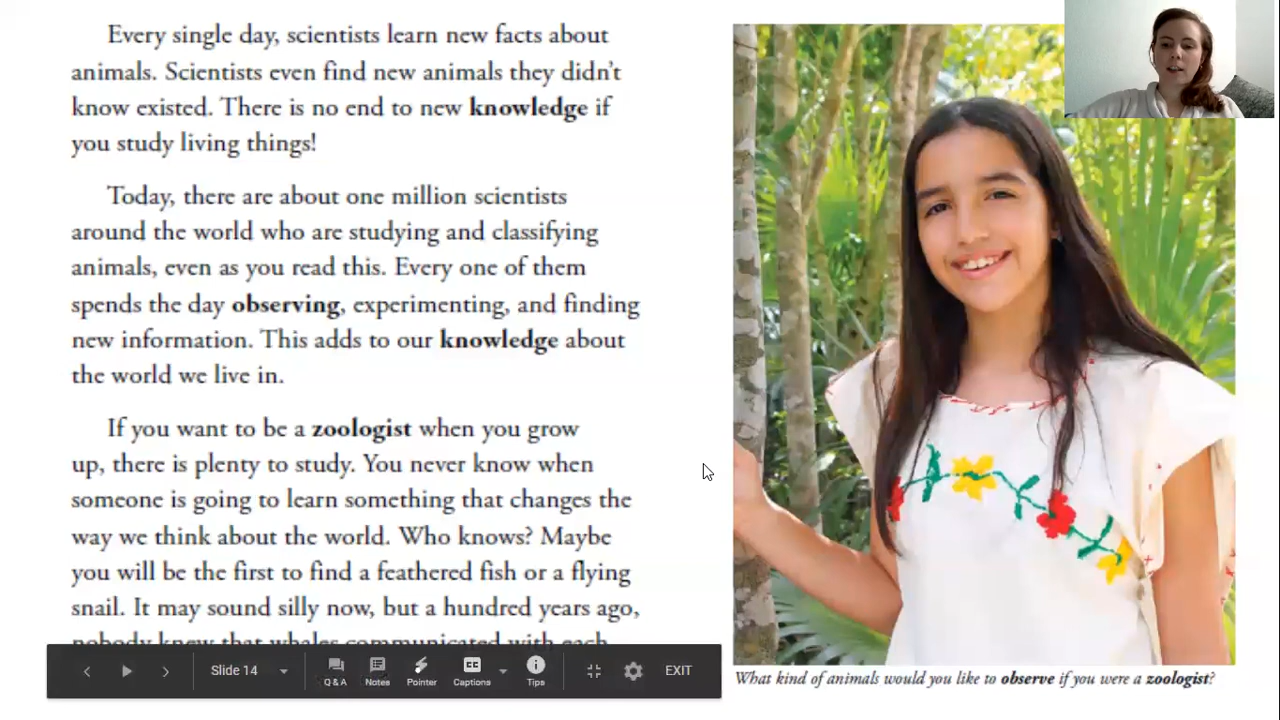 Every single day, scientists learn new facts about
animals. Scientists even find new animals they didn't
know existed. There is no end to new knowledge if
you study living things!
Today, there are about one million scientists
around the world who are studying and classifying
animals, even as you read this. Every one of them
spends the day observing, experimenting, and finding
new information. This adds to our knowledge about
the world we live in.
If you want to be a zoologist when you grow
up, there is plenty to study. You never know when
someone is going to learn something that changes the
way we think about the world. Who knows? Maybe
you will be the first to find a feathered fish or a flying
snail. It may sound silly now, but a hundred years ago,
nobody knew that whales communicated with each
Slide 14
Q & A
Notes
Pointer
Captions
Tips
EXIT
What kind of animals would you like to observe if you were a zoologist?